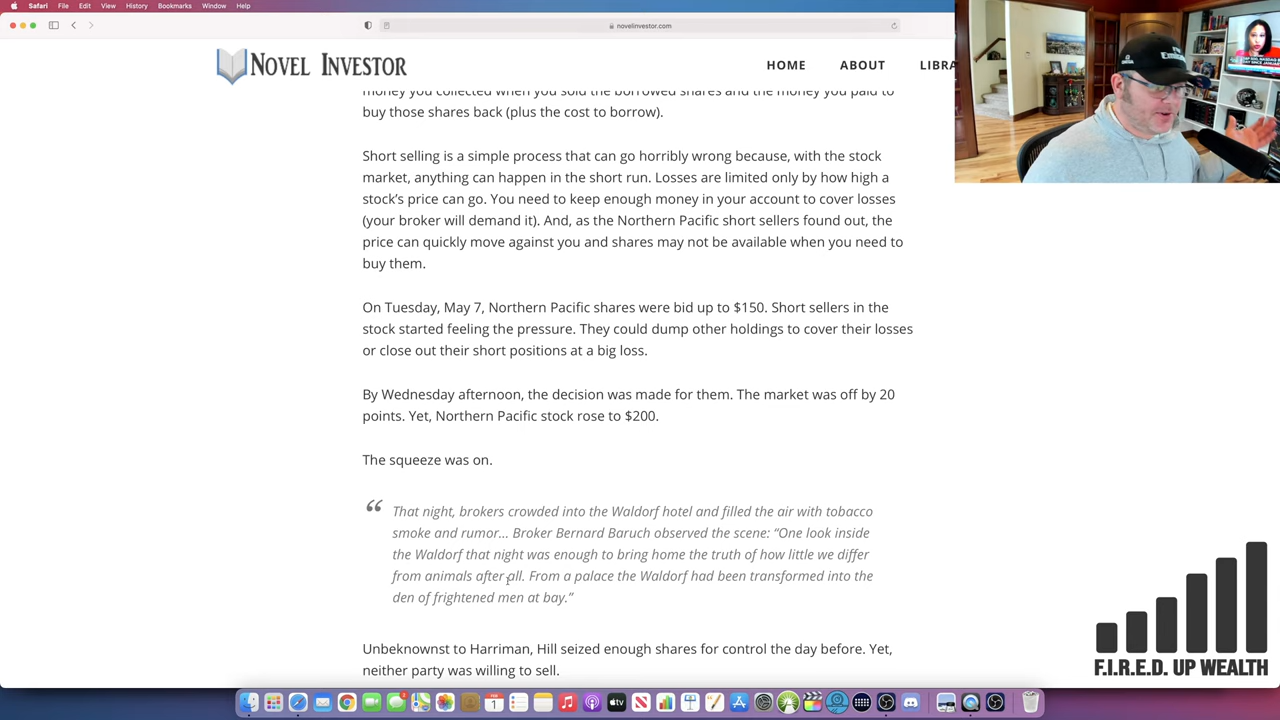 Safari File Edit View History Bookmarks Window Help
novelinvestor.com
NOVEL INVESTOR
HOME ABOUT LIBRA
money you collected when you sold the borrowed shares and the money you paid to
buy those shares back (plus the cost to borrow).
Short selling is a simple process that can go horribly wrong because, with the stock
market, anything can happen in the short run. Losses are limited only by how high a
stock's price can go. You need to keep enough money in your account to cover losses
(your broker will demand it). And, as the Northern Pacific short sellers found out, the
price can quickly move against you and shares may not be available when you need to
buy them.
On Tuesday, May 7, Northern Pacific shares were bid up to $150. Short sellers in the
stock started feeling the pressure. They could dump other holdings to cover their losses
or close out their short positions at a big loss.
By Wednesday afternoon, the decision was made for them. The market was off by 20
points. Yet, Northern Pacific stock rose to $200.
The squeeze was on.
“ That night, brokers crowded into the Waldorf hotel and filled the air with tobacco
smoke and rumor… Broker Bernard Baruch observed the scene: “One look inside
the Waldorf that night was enough to bring home the truth of how little we differ
from animals after all. From a palace the Waldorf had been transformed into the
den of frightened men at bay.”
Unbeknownst to Harriman, Hill seized enough shares for control the day before. Yet,
neither party was willing to sell.
F.I.R.E.D. UP WEALTH